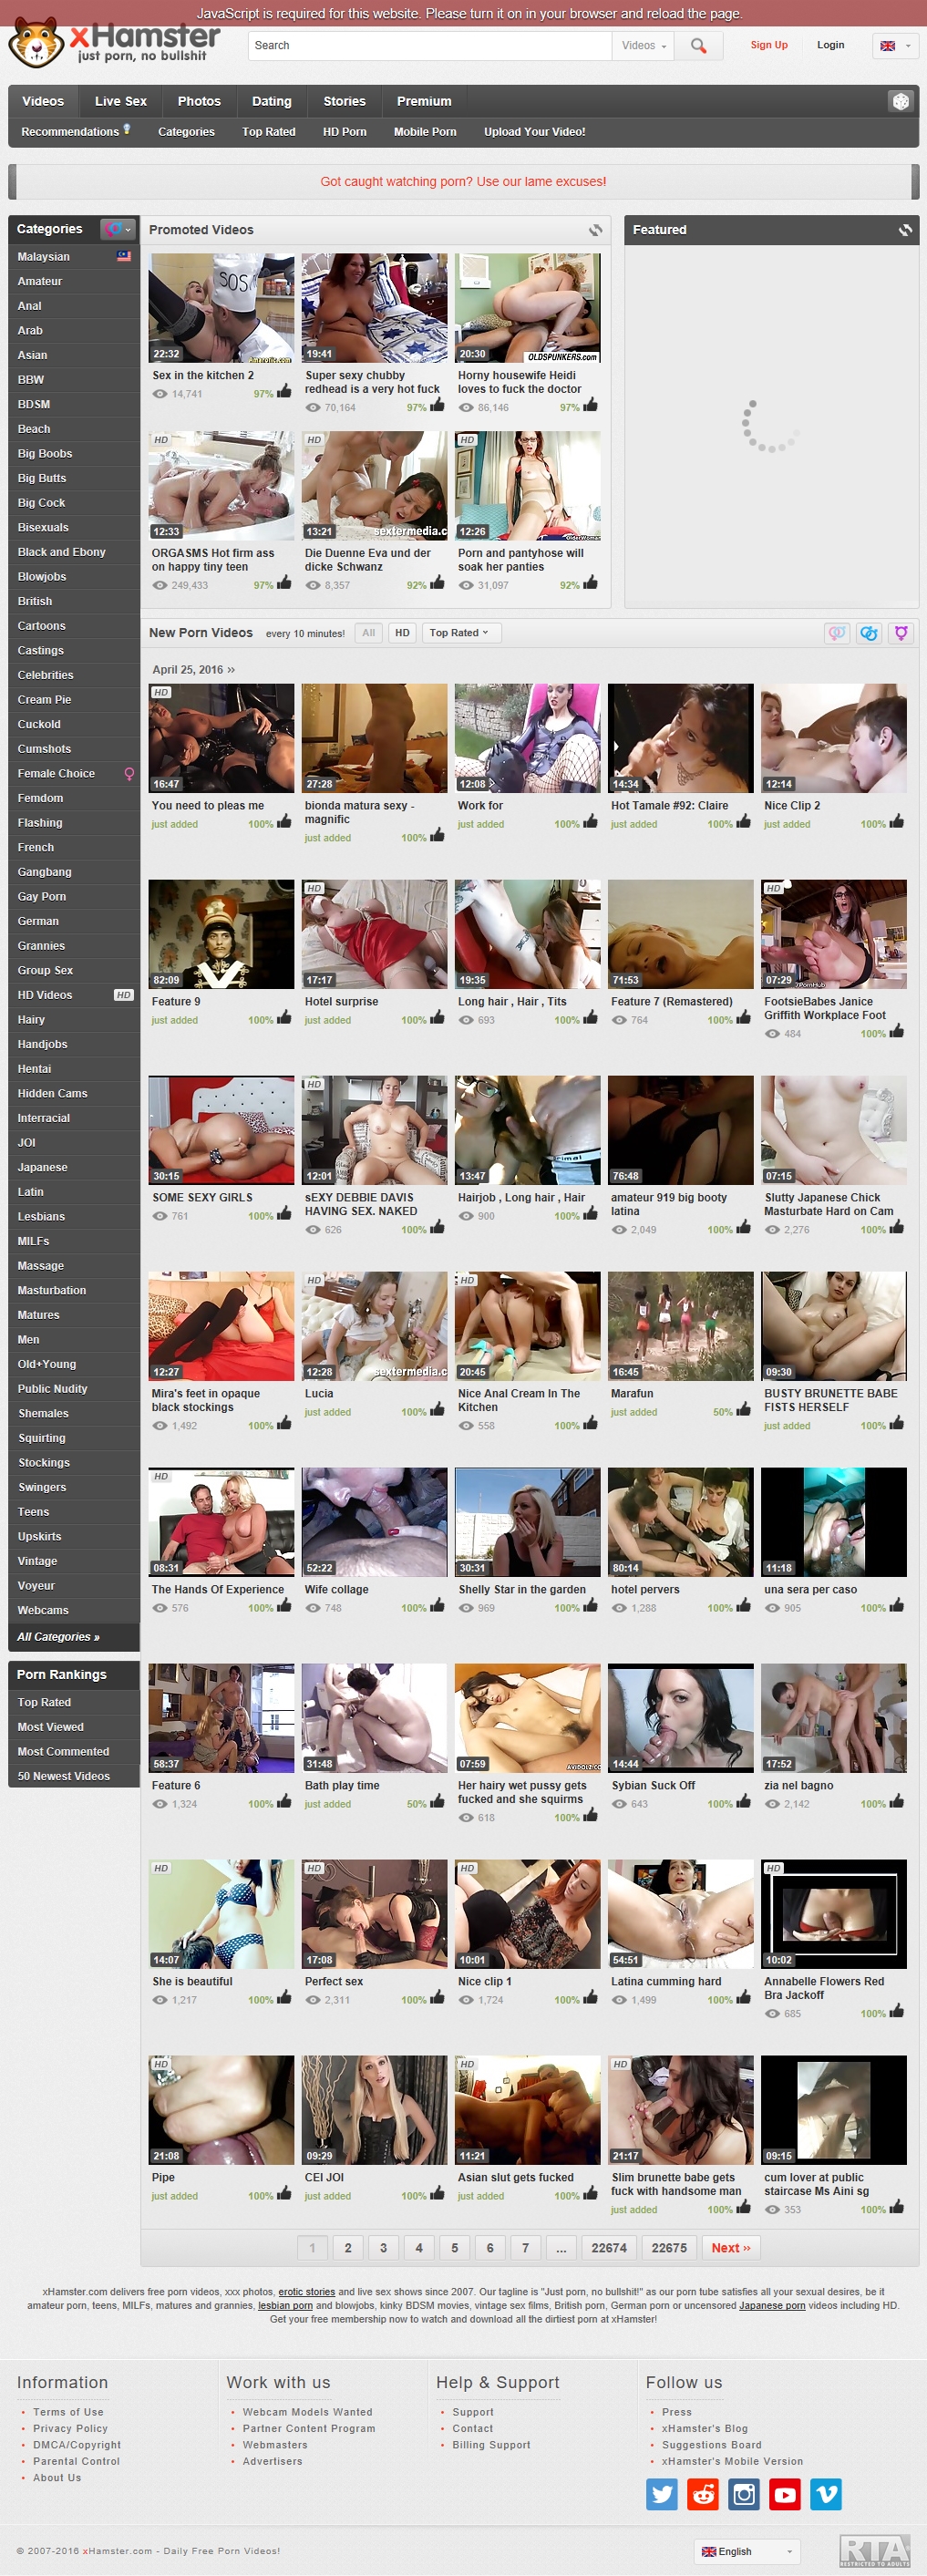 JavaScript is required for this website. Please turn it on in your browser and reload the page.
xHamster
just porn, no bullshit
Search
Videos
Sign Up
Login
Videos
Live Sex
Photos
Dating
Stories
Premium
Recommendations
Categories
Top Rated
HD Porn
Mobile Porn
Upload Your Video!
Got caught watching porn? Use our lame excuses!
Categories
Malaysian
Amateur
Anal
Arab
Asian
BBW
BDSM
Beach
Big Boobs
Big Butts
Big Cock
Bisexuals
Black and Ebony
Blowjobs
British
Cartoons
Castings
Celebrities
Cream Pie
Cuckold
Cumshots
Female Choice
Femdom
Flashing
French
Gangbang
Gay Porn
German
Grannies
Group Sex
HD Videos HD
Hairy
Handjobs
Hentai
Hidden Cams
Interracial
JOI
Japanese
Latin
Lesbians
MILFs
Massage
Masturbation
Matures
Men
Old+Young
Public Nudity
Shemales
Squirting
Stockings
Swingers
Teens
Upskirts
Vintage
Voyeur
Webcams
All Categories »
Porn Rankings
Top Rated
Most Viewed
Most Commented
50 Newest Videos
Promoted Videos
SOS
22:32
Sex in the kitchen 2
14,741 97%
19:41
Super sexy chubby
redhead is a very hot fuck
70,164 97%
20:30
OLDSPUNKERS.com
Horny housewife Heidi
loves to fuck the doctor
86,146 97%
HD
12:33
ORGASMS Hot firm ass
on happy tiny teen
249,433 97%
HD
13:21
sextermedia.c
Die Duenne Eva und der
dicke Schwanz
8,357 92%
HD
12:26
Porn and pantyhose will
soak her panties
31,097 92%
Featured
New Porn Videos every 10 minutes! All HD Top Rated
April 25, 2016 »
HD
16:47
You need to pleas me
just added 100%
27:28
bionda matura sexy -
magnific
just added 100%
12:08
Work for
just added 100%
14:34
Hot Tamale #92: Claire
just added 100%
12:14
Nice Clip 2
just added 100%
82:09
Feature 9
just added 100%
HD
17:17
Hotel surprise
just added 100%
19:35
Long hair , Hair , Tits
693 100%
71:53
Feature 7 (Remastered)
764 100%
HD
07:29
FootsieBabes Janice
Griffith Workplace Foot
484 100%
30:15
SOME SEXY GIRLS
761 100%
HD
12:01
sEXY DEBBIE DAVIS
HAVING SEX. NAKED
626 100%
13:47
Hairjob , Long hair , Hair
900 100%
76:48
amateur 919 big booty
latina
2,049 100%
07:15
Slutty Japanese Chick
Masturbate Hard on Cam
2,276 100%
12:27
Mira's feet in opaque
black stockings
1,492 100%
HD
12:28
sextermedia.c
Lucia
just added 100%
HD
20:45
Nice Anal Cream In The
Kitchen
558 100%
16:45
Marafun
just added 50%
09:30
BUSTY BRUNETTE BABE
FISTS HERSELF
just added 100%
HD
08:31
The Hands Of Experience
576 100%
52:22
Wife collage
748 100%
30:31
Shelly Star in the garden
969 100%
80:14
hotel pervers
1,288 100%
11:18
una sera per caso
905 100%
58:37
Feature 6
1,324 100%
31:48
Bath play time
just added 50%
07:59
Her hairy wet pussy gets
fucked and she squirms
618 100%
14:44
Sybian Suck Off
643 100%
17:52
zia nel bagno
2,142 100%
HD
14:07
She is beautiful
1,217 100%
HD
17:08
Perfect sex
2,311 100%
HD
10:01
Nice clip 1
1,724 100%
54:51
Latina cumming hard
1,499 100%
HD
10:02
Annabelle Flowers Red
Bra Jackoff
685 100%
HD
21:08
Pipe
just added 100%
09:29
CEI JOI
just added 100%
HD
11:21
Asian slut gets fucked
just added 100%
HD
21:17
Slim brunette babe gets
fuck with handsome man
just added 100%
09:15
cum lover at public
staircase Ms Aini sg
353 100%
1 2 3 4 5 6 7 ... 22674 22675 Next »
xHamster.com delivers free porn videos, xxx photos, erotic stories and live sex shows since 2007. Our tagline is "Just porn, no bullshit!" as our porn tube satisfies all your sexual desires, be it
amateur porn, teens, MILFs, matures and grannies, lesbian porn and blowjobs, kinky BDSM movies, vintage sex films, British porn, German porn or uncensored Japanese porn videos including HD.
Get your free membership now to watch and download all the dirtiest porn at xHamster!
Information
Terms of Use
Privacy Policy
DMCA/Copyright
Parental Control
About Us
Work with us
Webcam Models Wanted
Partner Content Program
Webmasters
Advertisers
Help & Support
Support
Contact
Billing Support
Follow us
Press
xHamster's Blog
Suggestions Board
xHamster's Mobile Version
© 2007-2016 xHamster.com - Daily Free Porn Videos!
English
RTA
RESTRICTED TO ADULTS